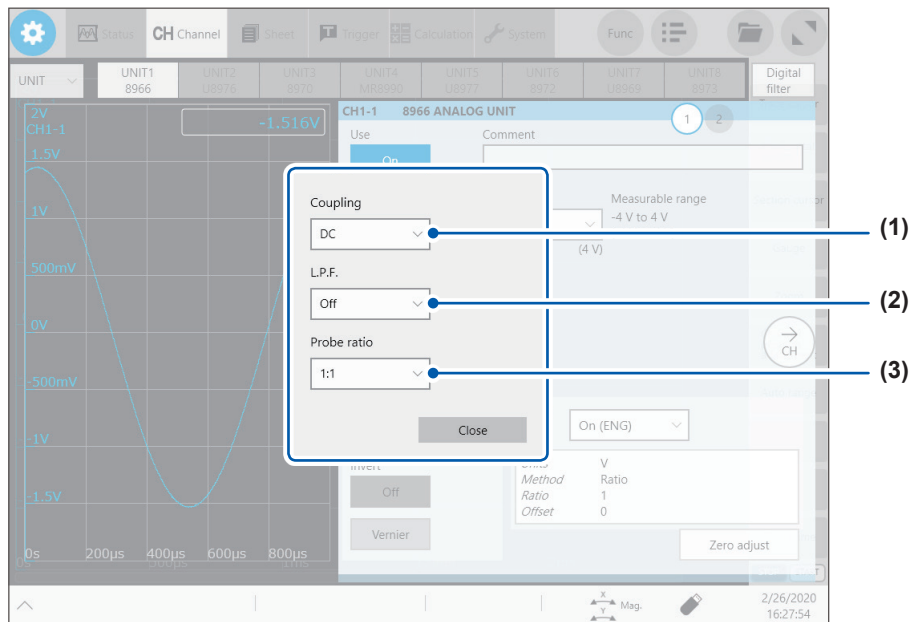 Status CH Channel Sheet Trigger Calculation System Func
UNIT
UNIT1 UNIT2 UNIT3 UNIT4 UNIT5 UNIT6 UNIT7 UNIT8
8966 U8976 8970 MR8990 U8977 8972 U8969 8973
Digital
filter
2V
CH1-1
-1.516V
CH1-1 8966 ANALOG UNIT
1 2
Use Comment
On
1.5V
Coupling
Measurable range
-4 V to 4 V
1V
DC
(1)
(4 V)
L.P.F.
500mV
Off
(2)
0V
Probe ratio
→
CH
1:1
(3)
-500mV
Close
On (ENG)
-1V
Invert
Units V
Method Ratio
Off
Ratio 1
-1.5V
Offset 0
Vernier
Zero adjust
0s 200µs 400µs 600µs 800µs
X
Y
Mag.
2/26/2020
16:27:54